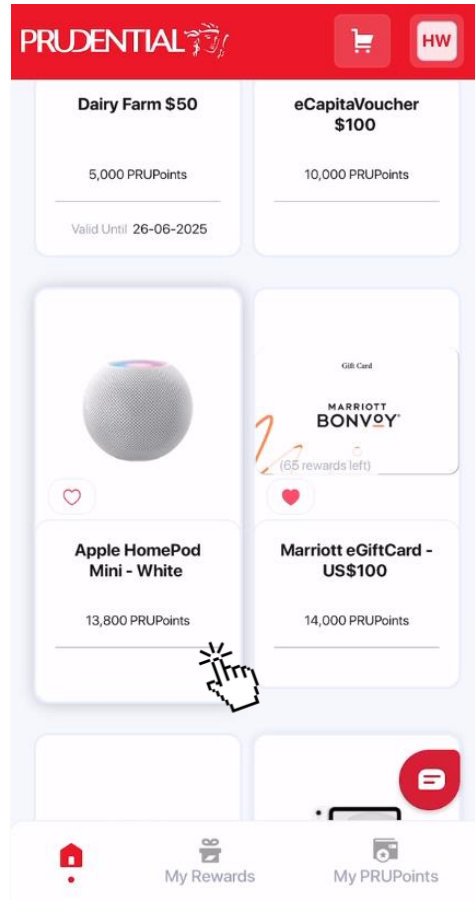 PRUDENTIAL
HW
Dairy Farm $50
5,000 PRUPoints
Valid Until 26-06-2025
eCapitaVoucher
$100
10,000 PRUPoints
Apple HomePod
Mini - White
13,800 PRUPoints
Gift Card
MARRIOTT
BONVOY
(65 rewards left)
Marriott eGiftCard -
US$100
14,000 PRUPoints
My Rewards
My PRUPoints